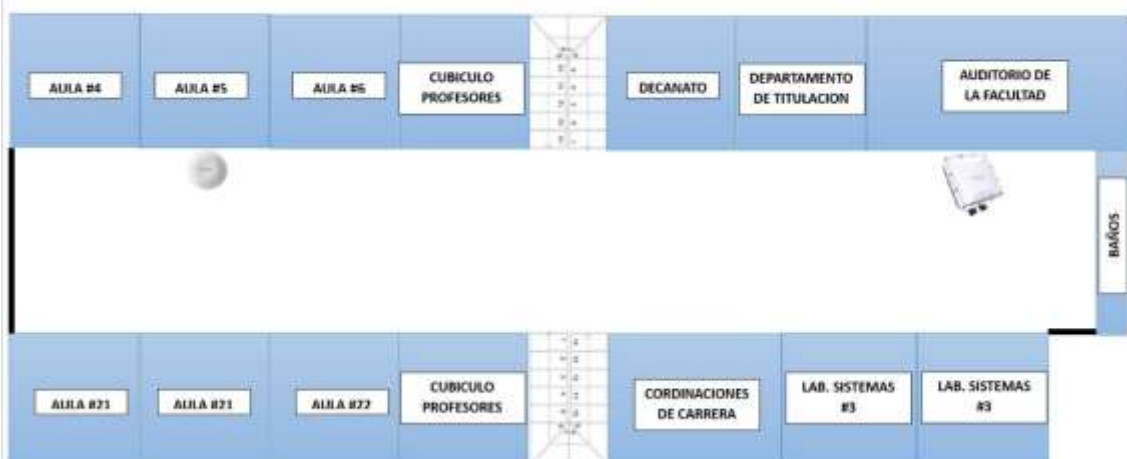 AULA #4
AULA #5
AULA #6
CUBICULO
PROFESORES
DECANATO
DEPARTAMENTO
DE TITULACION
AUDITORIO DE
LA FACULTAD
BAÑOS
AULA #21
AULA #21
AULA #22
CUBICULO
PROFESORES
CORDINACIONES
DE CARRERA
LAB. SISTEMAS
#3
LAB. SISTEMAS
#3